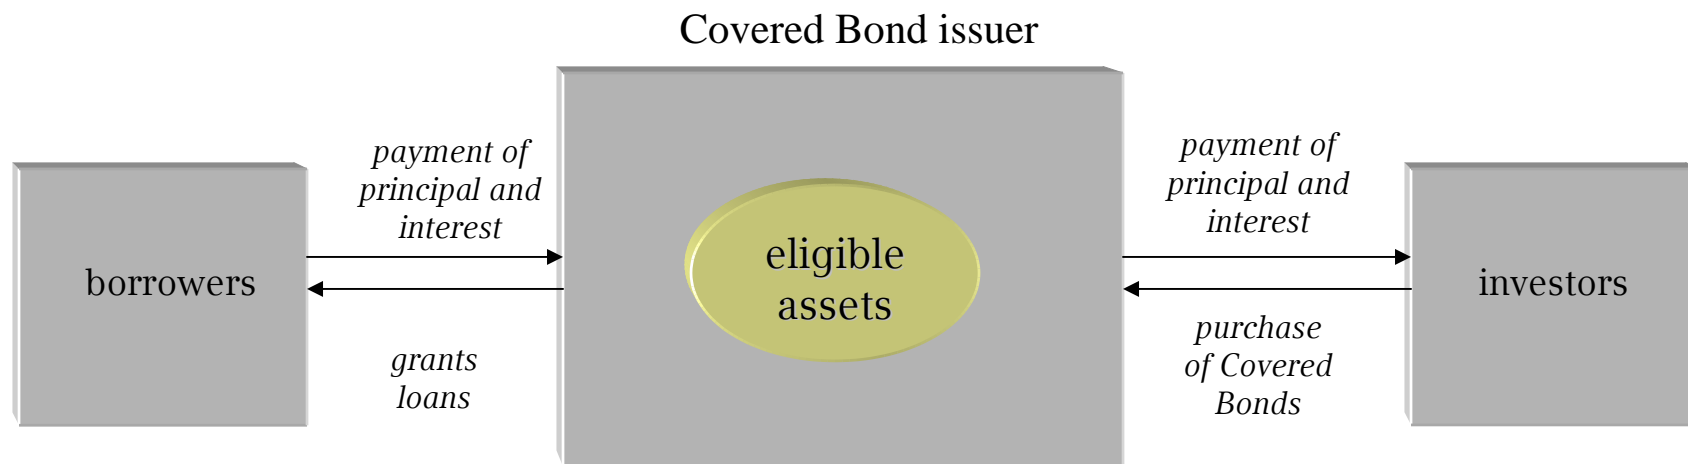 Covered Bond issuer
borrowers
payment of
principal and
interest
grants
loans
eligible
assets
payment of
principal and
interest
purchase
of Covered
Bonds
investors